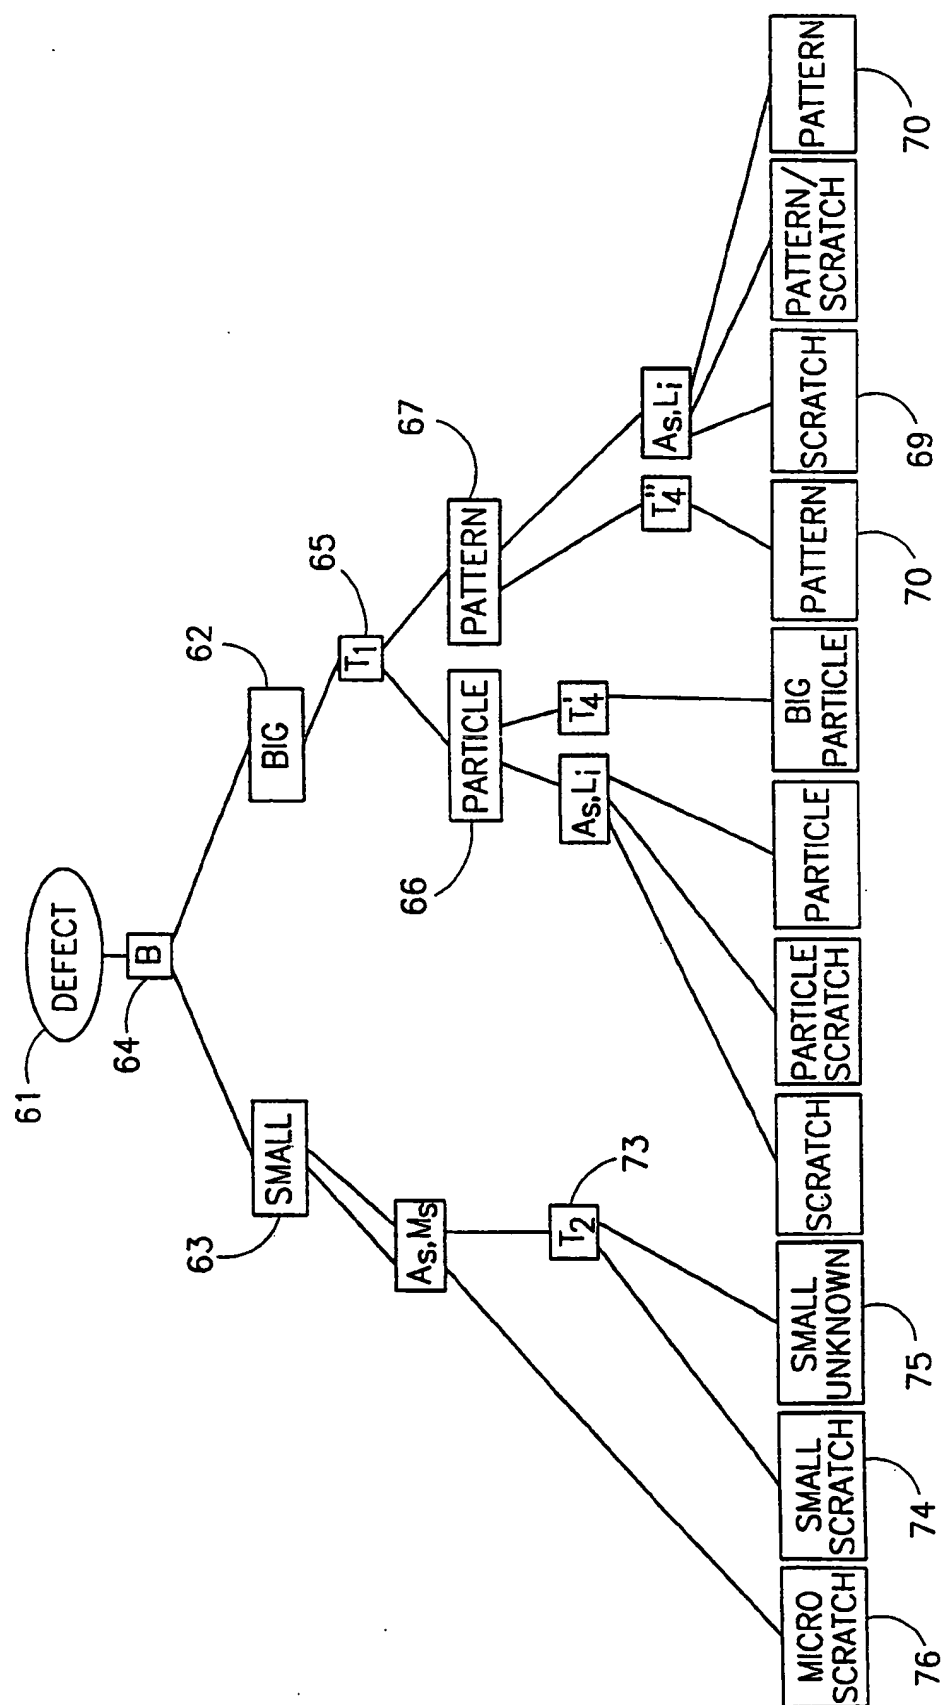 61
DEFECT
64
B
62
BIG
63
SMALL
65
T1
66
PARTICLE
67
PATTERN
As,Ms
73
T2
As,Li
T4'
T4"
As,Li
MICRO
SCRATCH
SMALL
SCRATCH
SMALL
UNKNOWN
SCRATCH
PARTICLE
SCRATCH
PARTICLE
BIG
PARTICLE
PATTERN
SCRATCH
PATTERN/
SCRATCH
PATTERN
76
74
75
70
69
70